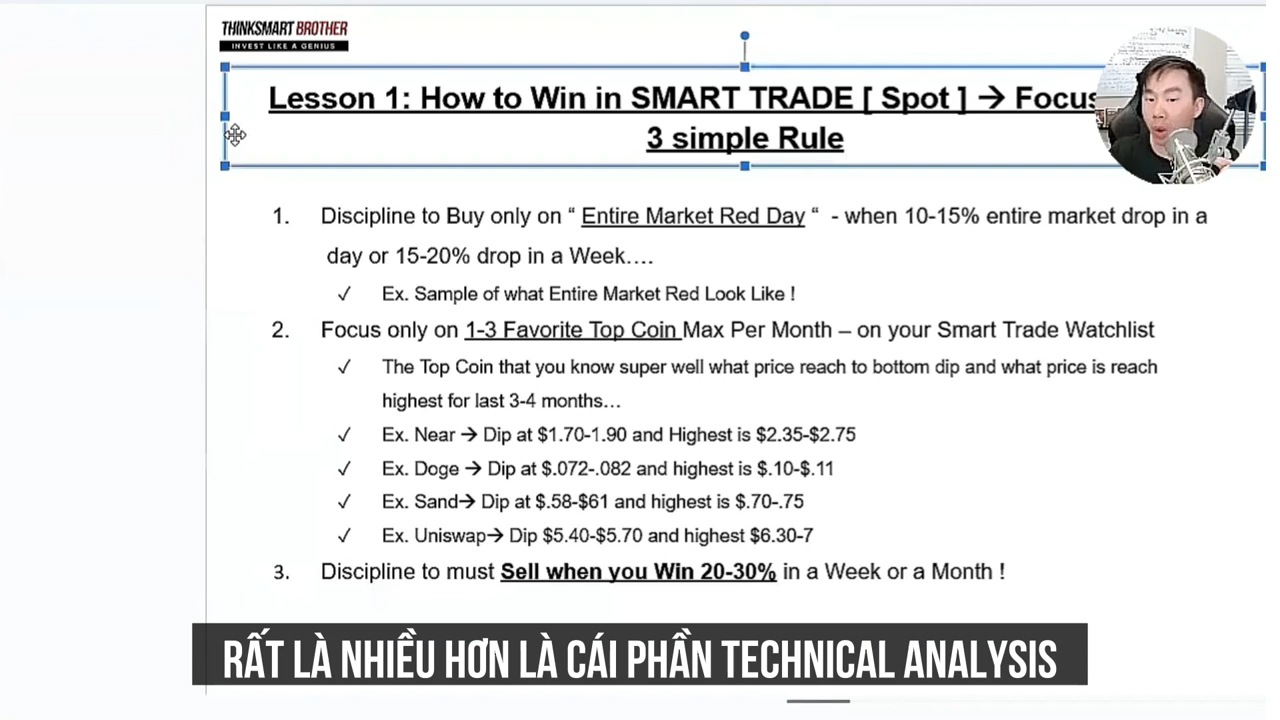 THINKSMART BROTHER
INVEST LIKE A GENIUS
Lesson 1: How to Win in SMART TRADE [ Spot ] → Focus
3 simple Rule
1. Discipline to Buy only on “ Entire Market Red Day “ - when 10-15% entire market drop in a
day or 15-20% drop in a Week….
✓ Ex. Sample of what Entire Market Red Look Like !
2. Focus only on 1-3 Favorite Top Coin Max Per Month – on your Smart Trade Watchlist
✓ The Top Coin that you know super well what price reach to bottom dip and what price is reach
highest for last 3-4 months…
✓ Ex. Near → Dip at $1.70-1.90 and Highest is $2.35-$2.75
✓ Ex. Doge → Dip at $.072-.082 and highest is $.10-$.11
✓ Ex. Sand→ Dip at $.58-$61 and highest is $.70-.75
✓ Ex. Uniswap→ Dip $5.40-$5.70 and highest $6.30-7
3. Discipline to must Sell when you Win 20-30% in a Week or a Month !
RẤT LÀ NHIỀU HƠN LÀ CÁI PHẦN TECHNICAL ANALYSIS